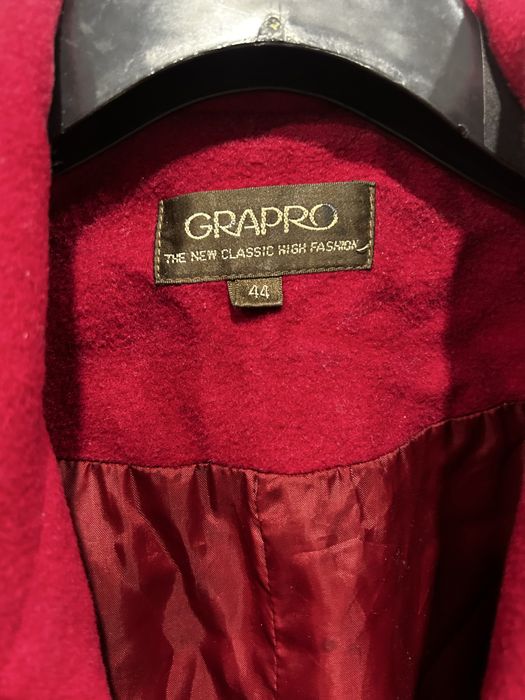 GRAPRO
THE NEW CLASSIC HIGH FASHION
44